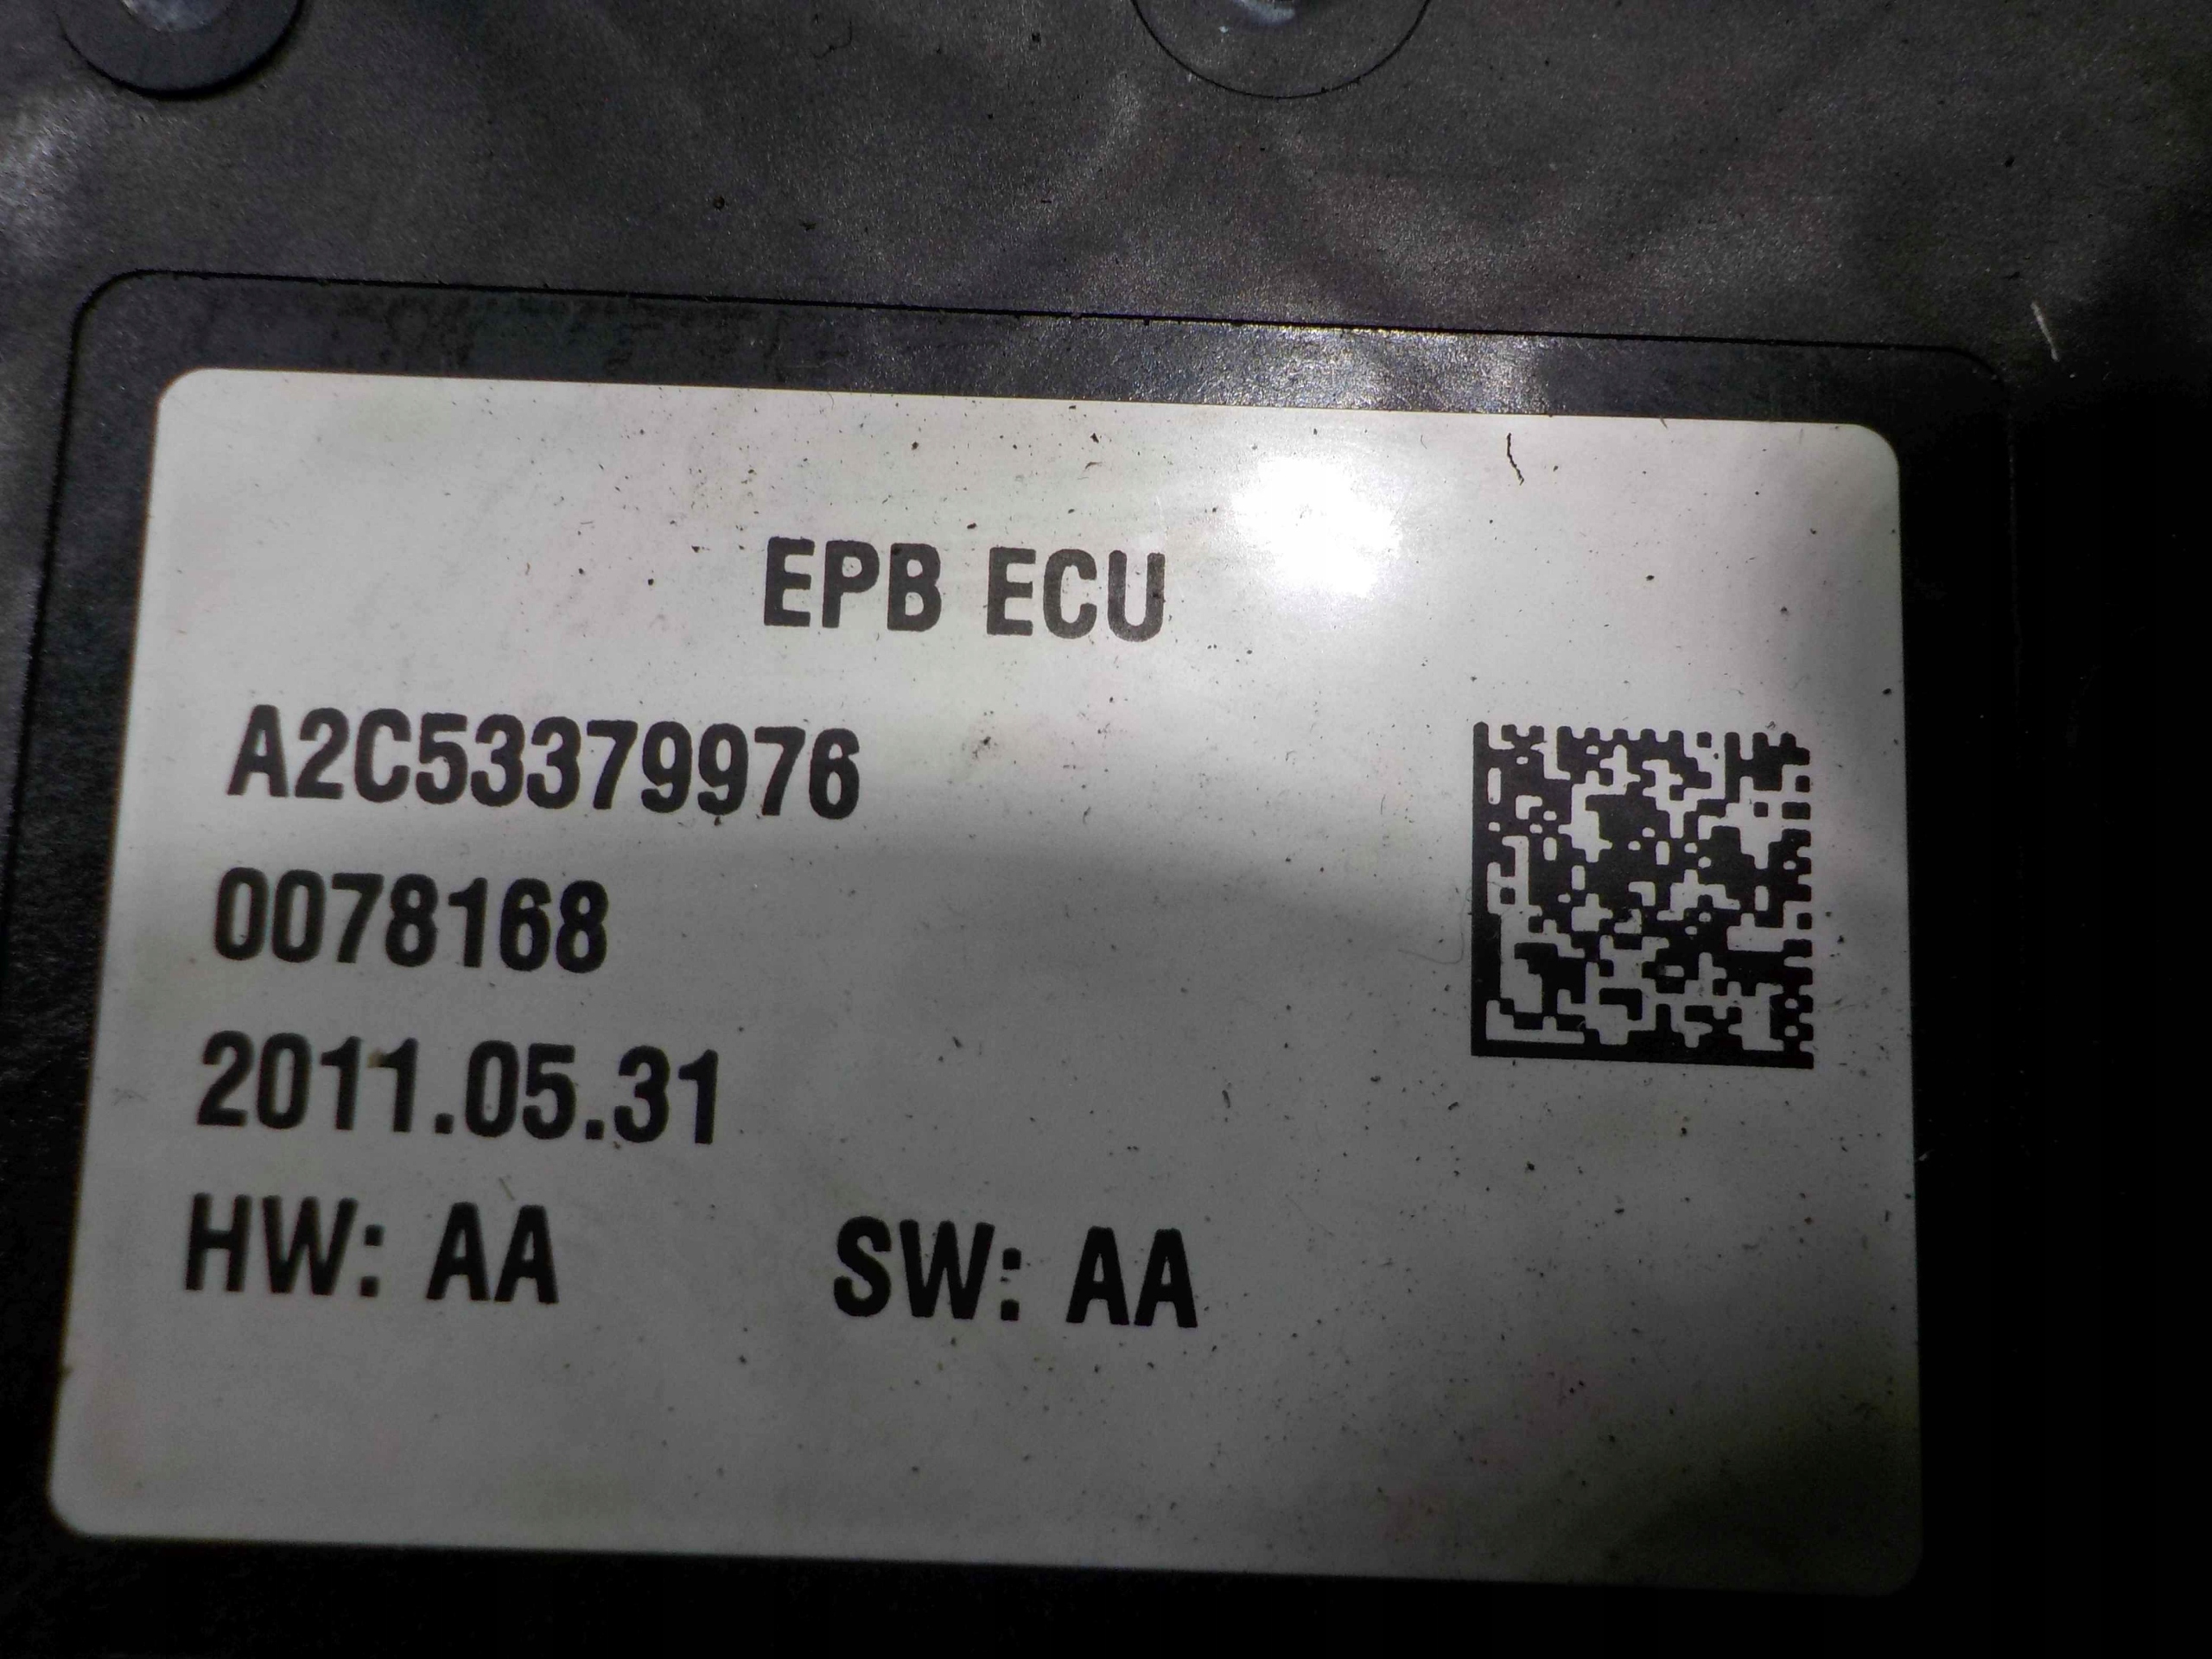 EPB ECU
A2C53379976
0078168
2011.05.31
HW: AA SW: AA